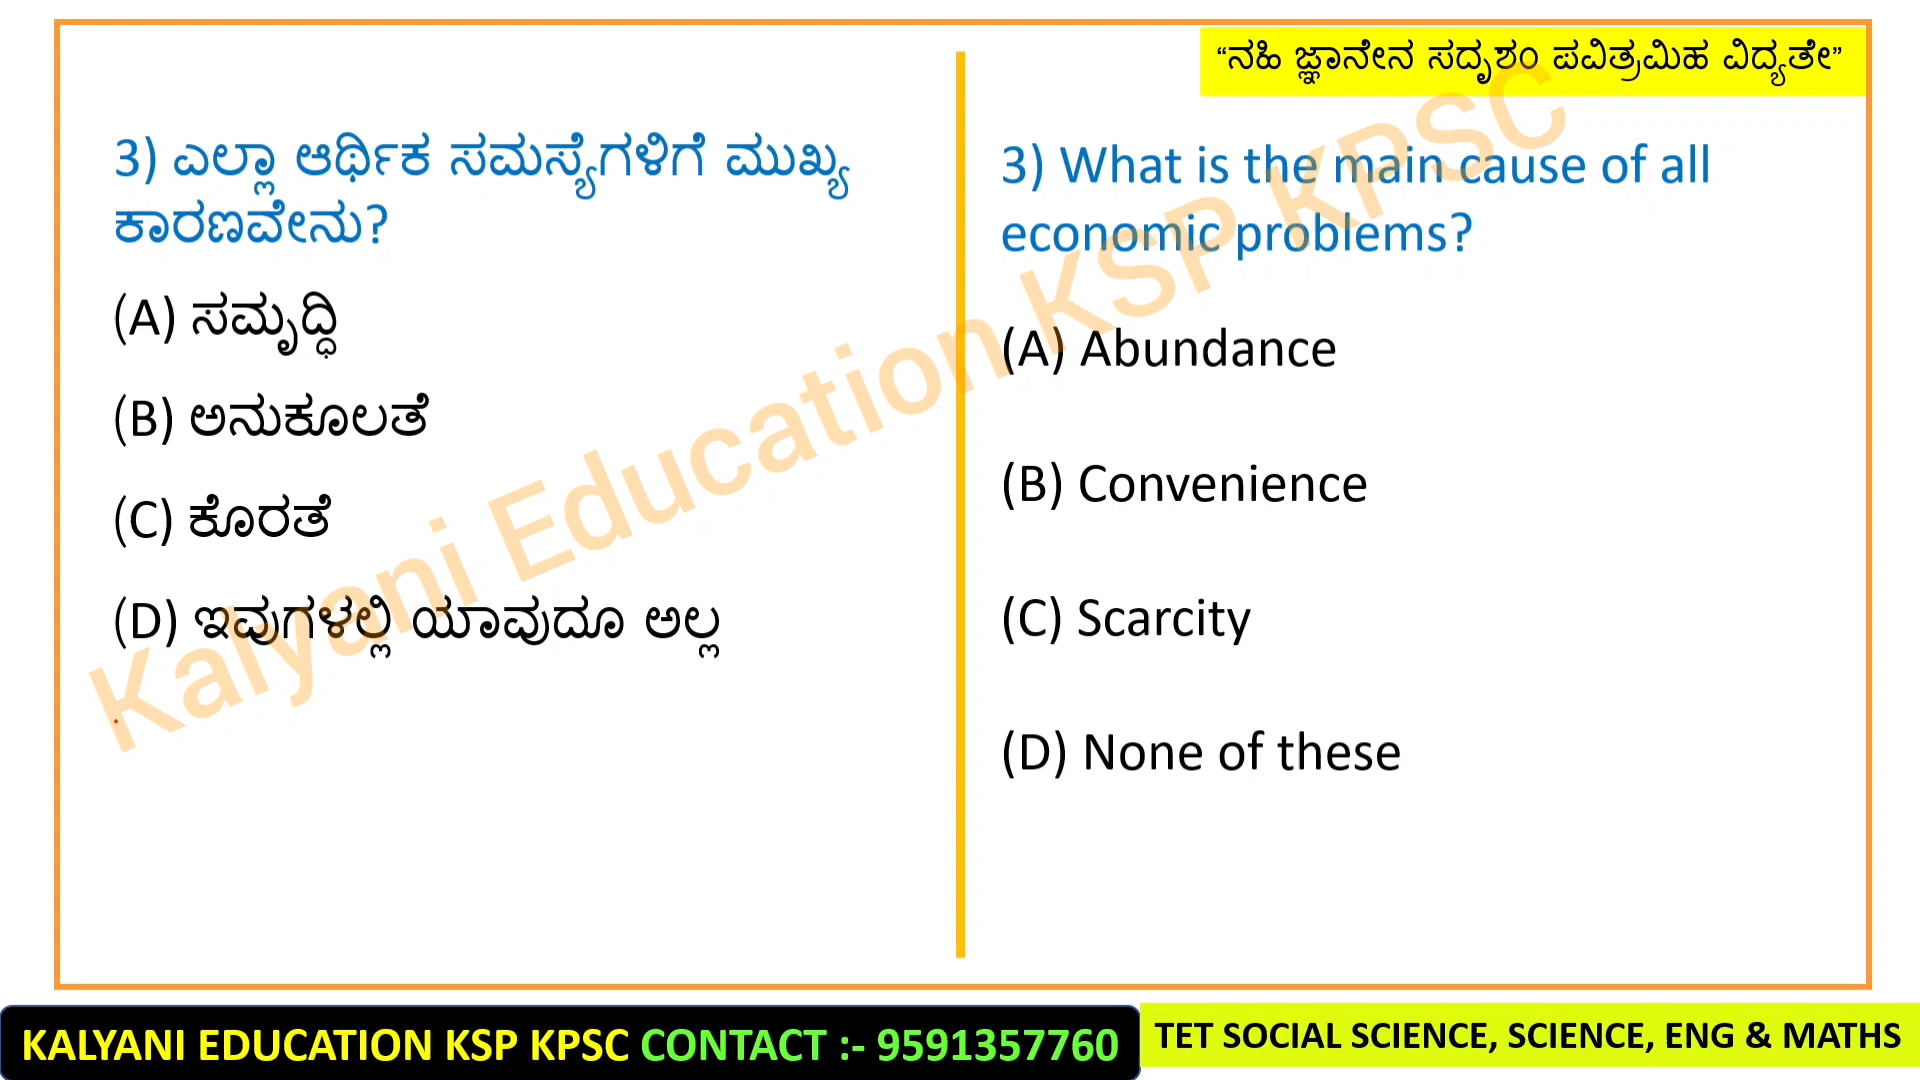 “ನಹಿ ಜ್ಞಾನೇನ ಸದೃಶಂ ಪವಿತ್ರಮಿಹ ವಿದ್ಯತೇ”
3) ಎಲ್ಲಾ ಆರ್ಥಿಕ ಸಮಸ್ಯೆಗಳಿಗೆ ಮುಖ್ಯ
ಕಾರಣವೇನು?
(A) ಸಮೃದ್ಧಿ
(B) ಅನುಕೂಲತೆ
(C) ಕೊರತೆ
(D) ಇವುಗಳಲ್ಲಿ ಯಾವುದೂ ಅಲ್ಲ
3) What is the main cause of all
economic problems?
(A) Abundance
(B) Convenience
(C) Scarcity
(D) None of these
Kalyani Education KSP KPSC
KALYANI EDUCATION KSP KPSC CONTACT :- 9591357760
TET SOCIAL SCIENCE, SCIENCE, ENG & MATHS